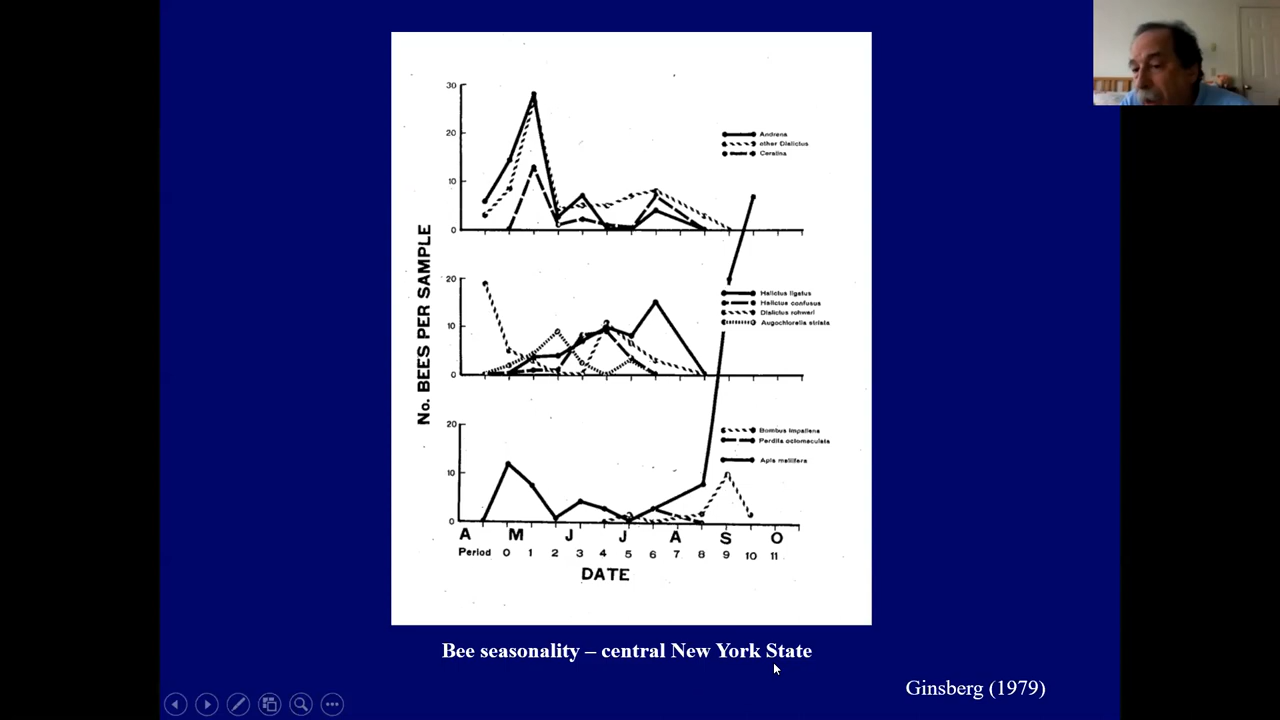 30
20
10
0
Andrena
other Dialictus
Ceratina
20
10
0
Halictus ligatus
Halictus confusus
Dialictus rohweri
Augochlorella striata
No. BEES PER SAMPLE
20
10
0
Bombus impatiens
Perdita octomaculata
Apis mellifera
A M J J A S O
Period 0 1 2 3 4 5 6 7 8 9 10 11
DATE
Bee seasonality – central New York State
Ginsberg (1979)